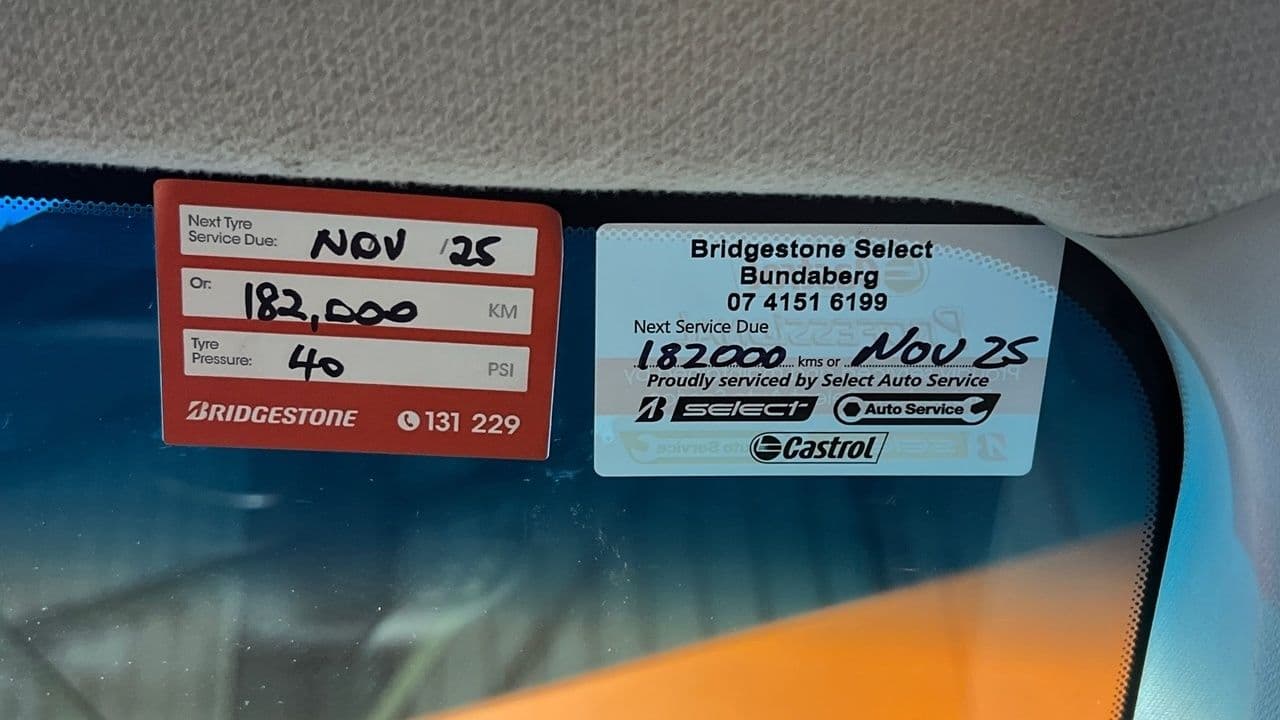 Next Tyre
Service Due: NOV /25
Or: 182,000 KM
Tyre
Pressure: 40 PSI
BRIDGESTONE 131 229
Bridgestone Select
Bundaberg
07 4151 6199
Next Service Due
182000 kms or NOV 25
Proudly serviced by Select Auto Service
B SELECT Auto Service
Castrol